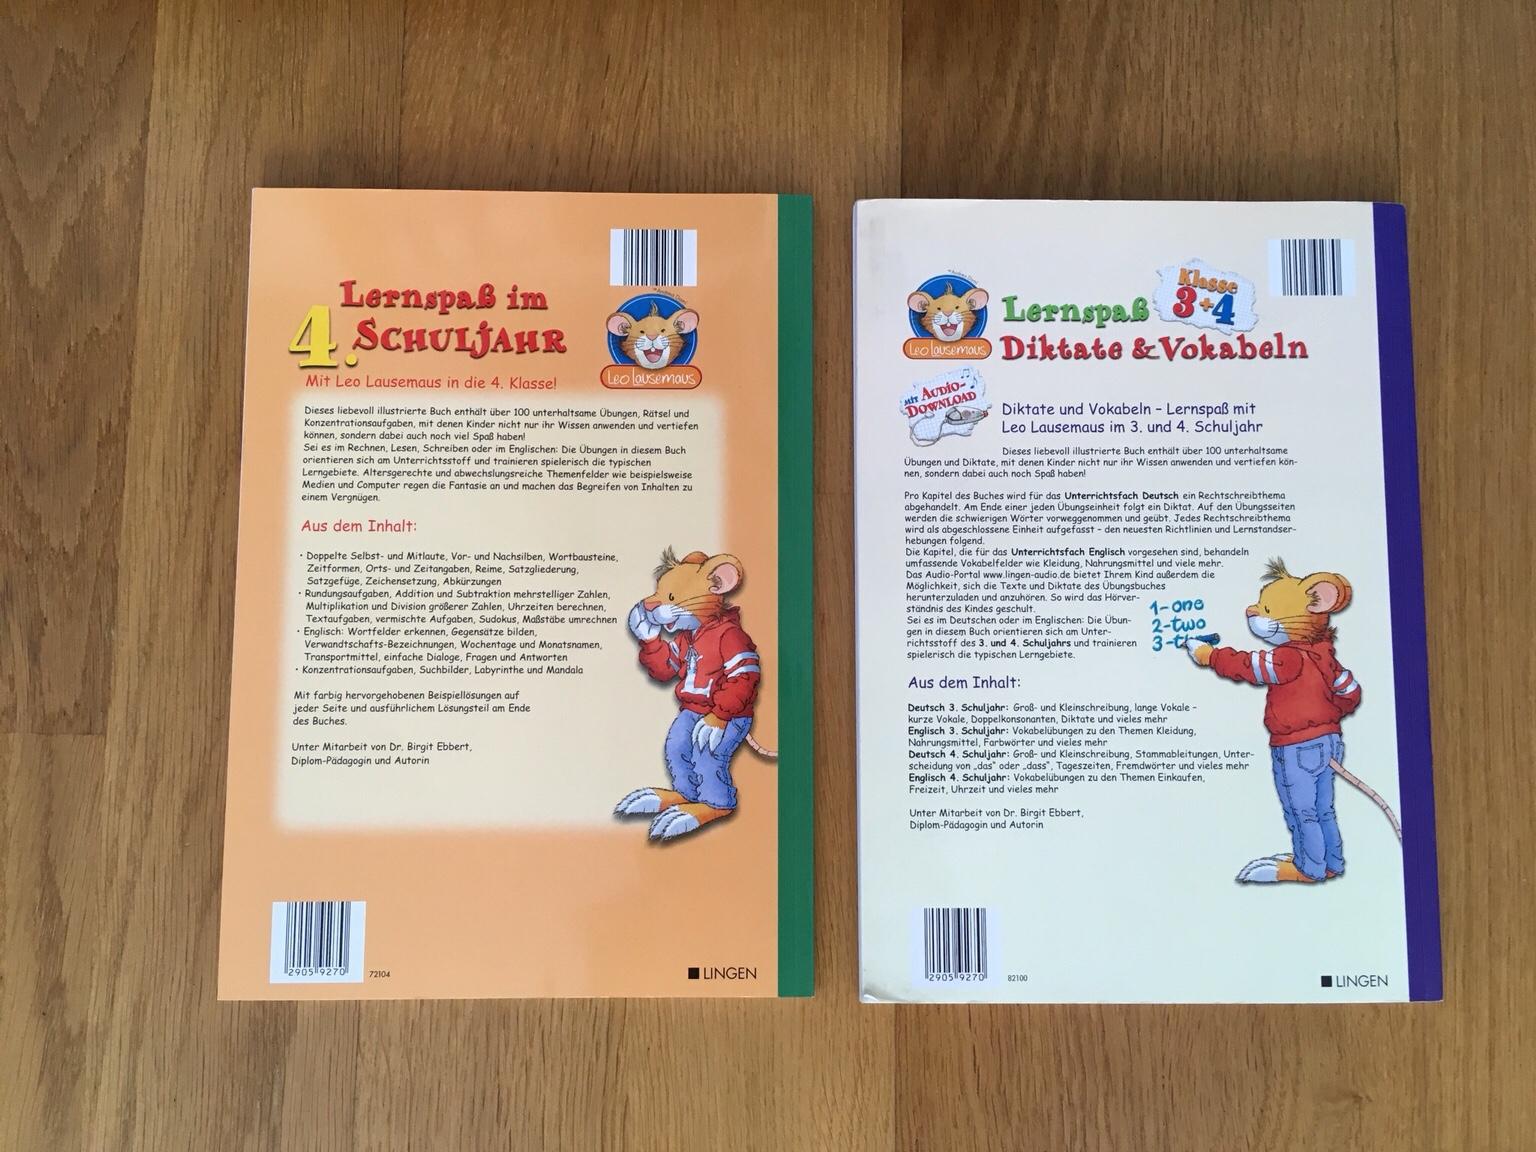 Lernspaß im
4. SCHULJAHR
Leo Lausemaus
Mit Leo Lausemaus in die 4. Klasse!
Dieses liebevoll illustrierte Buch enthält über 100 unterhaltsame Übungen, Rätsel und
Konzentrationsaufgaben, mit denen Kinder nicht nur ihr Wissen anwenden und vertiefen
können, sondern dabei auch noch viel Spaß haben!
Sei es im Rechnen, Lesen, Schreiben oder im Englischen: Die Übungen in diesem Buch
orientieren sich am Unterrichtsstoff und trainieren spielerisch die typischen
Lerngebiete. Altersgerechte und abwechslungsreiche Themenfelder wie beispielsweise
Medien und Computer regen die Fantasie an und machen das Begreifen von Inhalten zu
einem Vergnügen.
Aus dem Inhalt:
• Doppelte Selbst- und Mitlaute, Vor- und Nachsilben, Wortbausteine,
Zeitformen, Orts- und Zeitangaben, Reime, Satzgliederung,
Satzgefüge, Zeichensetzung, Abkürzungen
• Rundungsaufgaben, Addition und Subtraktion mehrstelliger Zahlen,
Multiplikation und Division größerer Zahlen, Uhrzeiten berechnen,
Textaufgaben, vermischte Aufgaben, Sudokus, Maßstäbe umrechnen
• Englisch: Wortfelder erkennen, Gegensätze bilden,
Verwandtschafts-Bezeichnungen, Wochentage und Monatsnamen,
Transportmittel, einfache Dialoge, Fragen und Antworten
• Konzentrationsaufgaben, Suchbilder, Labyrinthe und Mandala
Mit farbig hervorgehobenen Beispiellösungen auf
jeder Seite und ausführlichem Lösungsteil am Ende
des Buches.
Unter Mitarbeit von Dr. Birgit Ebbert,
Diplom-Pädagogin und Autorin
L
2905 9270
72104
LINGEN
Leo Lausemaus
Lernspaß
Klasse
3+4
Diktate & Vokabeln
MIT AUDIO-
DOWNLOAD
Diktate und Vokabeln – Lernspaß mit
Leo Lausemaus im 3. und 4. Schuljahr
Dieses liebevoll illustrierte Buch enthält über 100 unterhaltsame
Übungen und Diktate, mit denen Kinder nicht nur ihr Wissen anwenden und vertiefen kön-
nen, sondern dabei auch noch Spaß haben!
Pro Kapitel des Buches wird für das Unterrichtsfach Deutsch ein Rechtschreibthema
abgehandelt. Am Ende einer jeden Übungseinheit folgt ein Diktat. Auf den Übungsseiten
werden die schwierigen Wörter vorweggenommen und geübt. Jedes Rechtschreibthema
wird als abgeschlossene Einheit aufgefasst – den neuesten Richtlinien und Lernstandser-
hebungen folgend.
Die Kapitel, die für das Unterrichtsfach Englisch vorgesehen sind, behandeln
umfassende Vokabelfelder wie Kleidung, Nahrungsmittel und viele mehr.
Das Audio-Portal www.lingen-audio.de bietet Ihrem Kind außerdem die
Möglichkeit, sich die Texte und Diktate des Übungsbuches
herunterzuladen und anzuhören. So wird das Hörver-
ständnis des Kindes geschult.
Sei es im Deutschen oder im Englischen: Die Übun-
gen in diesem Buch orientieren sich am Unter-
richtsstoff des 3. und 4. Schuljahrs und trainieren
spielerisch die typischen Lerngebiete.
1-one
2-two
3-th
Aus dem Inhalt:
Deutsch 3. Schuljahr: Groß- und Kleinschreibung, lange Vokale –
kurze Vokale, Doppelkonsonanten, Diktate und vieles mehr
Englisch 3. Schuljahr: Vokabelübungen zu den Themen Kleidung,
Nahrungsmittel, Farbwörter und vieles mehr
Deutsch 4. Schuljahr: Groß- und Kleinschreibung, Stammableitungen, Unter-
scheidung von „das“ oder „dass“, Tageszeiten, Fremdwörter und vieles mehr
Englisch 4. Schuljahr: Vokabelübungen zu den Themen Einkaufen,
Freizeit, Uhrzeit und vieles mehr
Unter Mitarbeit von Dr. Birgit Ebbert,
Diplom-Pädagogin und Autorin
2905 9270
82100
LINGEN